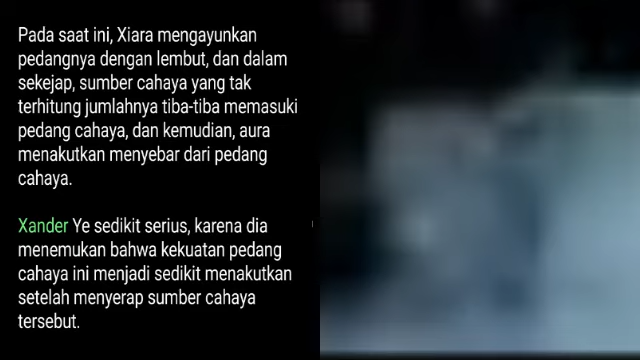 Pada saat ini, Xiara mengayunkan
pedangnya dengan lembut, dan dalam
sekejap, sumber cahaya yang tak
terhitung jumlahnya tiba-tiba memasuki
pedang cahaya, dan kemudian, aura
menakutkan menyebar dari pedang
cahaya.
Xander Ye sedikit serius, karena dia
menemukan bahwa kekuatan pedang
cahaya ini menjadi sedikit menakutkan
setelah menyerap sumber cahaya
tersebut.